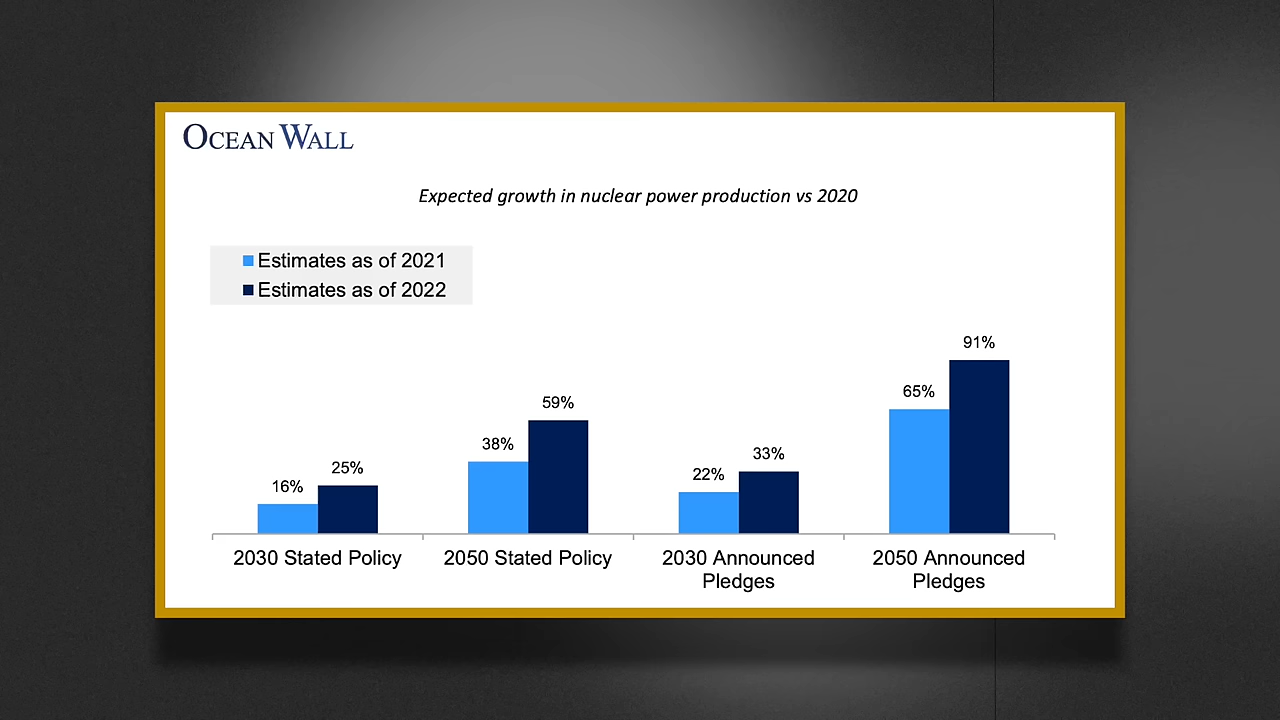 OCEAN WALL
Expected growth in nuclear power production vs 2020
Estimates as of 2021
Estimates as of 2022
16%
25%
38%
59%
22%
33%
65%
91%
2030 Stated Policy
2050 Stated Policy
2030 Announced
Pledges
2050 Announced
Pledges